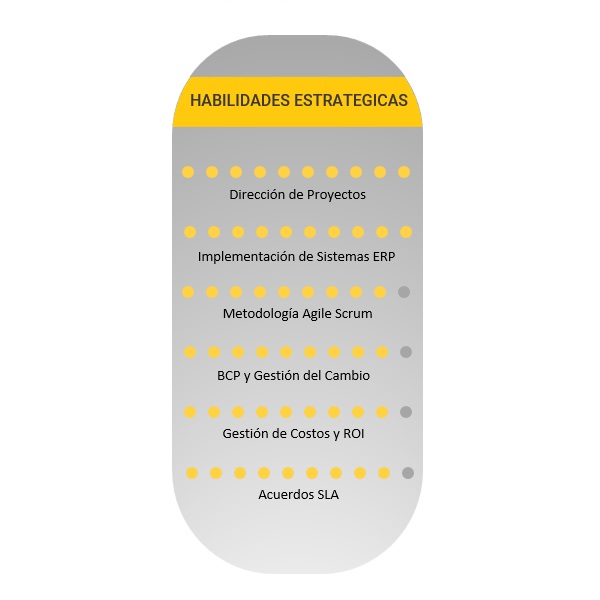 HABILIDADES ESTRATEGICAS
Dirección de Proyectos
Implementación de Sistemas ERP
Metodología Agile Scrum
BCP y Gestión del Cambio
Gestión de Costos y ROI
Acuerdos SLA